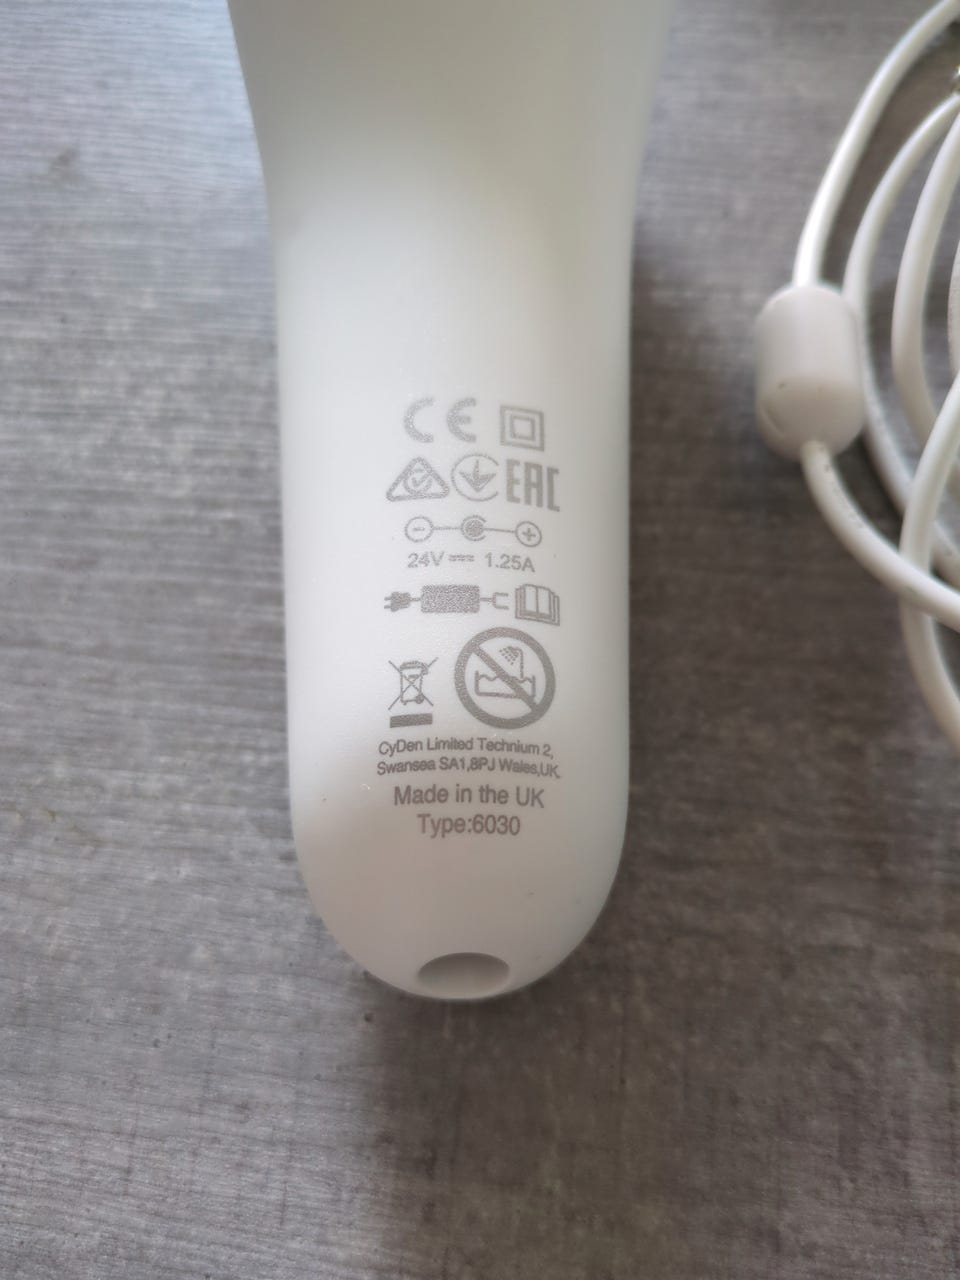 CE
EAC
24V ⎓ 1.25A
CyDen Limited Technium 2,
Swansea SA1,8PJ Wales,UK.
Made in the UK
Type:6030